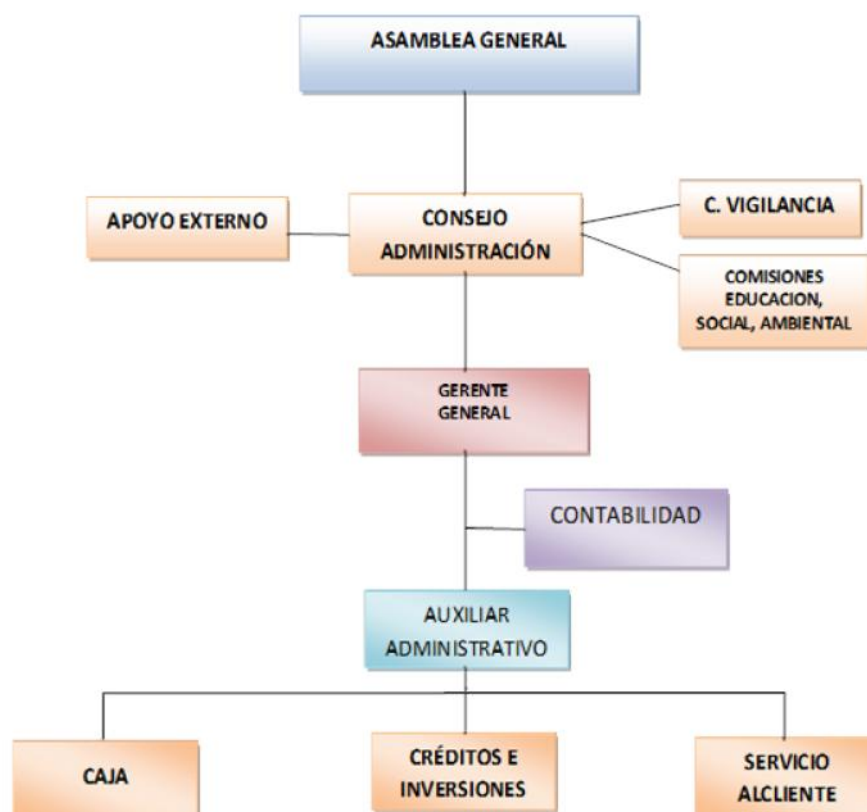 ASAMBLEA GENERAL
APOYO EXTERNO
CONSEJO
ADMINISTRACIÓN
C. VIGILANCIA
COMISIONES
EDUCACION,
SOCIAL, AMBIENTAL
GERENTE
GENERAL
CONTABILIDAD
AUXILIAR
ADMINISTRATIVO
CAJA
CRÉDITOS E
INVERSIONES
SERVICIO
ALCLIENTE